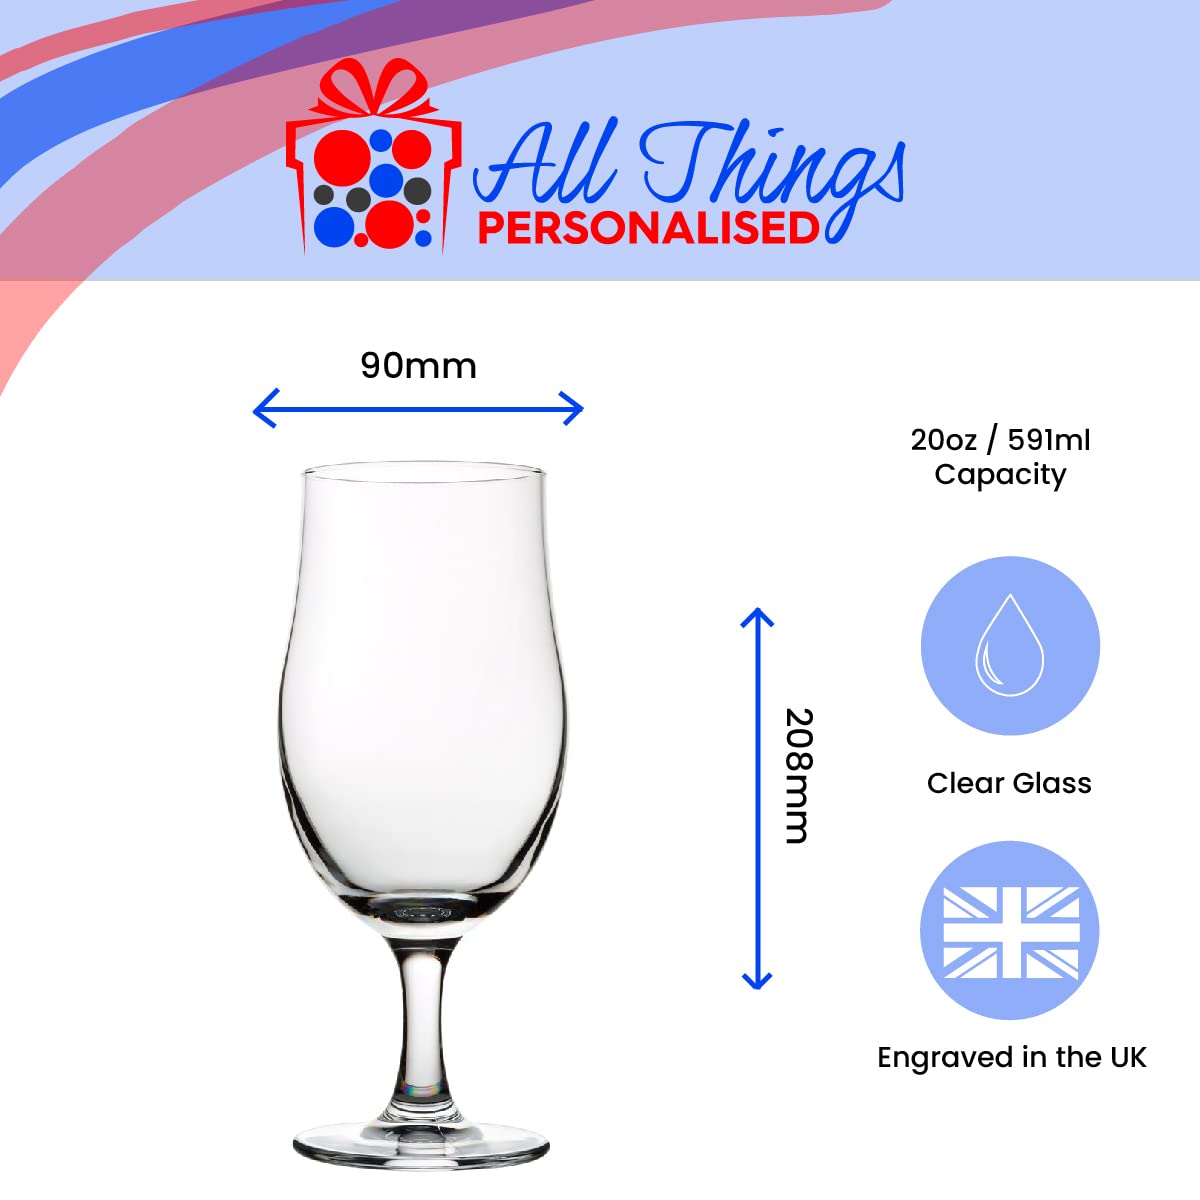 All Things
PERSONALISED
90mm
20oz / 591ml
Capacity
208mm
Clear Glass
Engraved in the UK